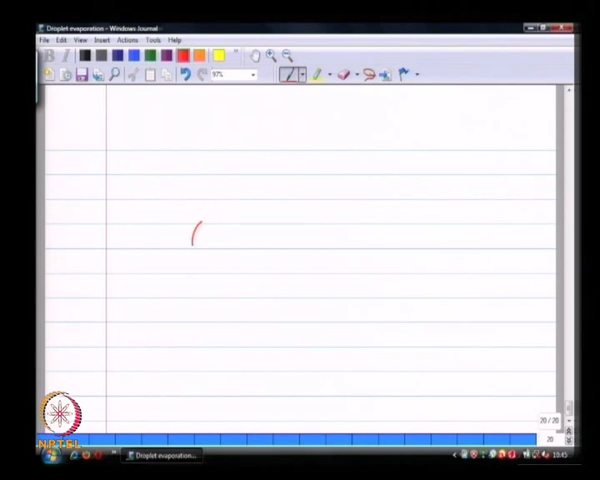 Droplet evaporation - Windows Journal
File Edit View Insert Actions Tools Help
97%
20 / 20
20
NPTEL
Droplet evaporation...
10:45